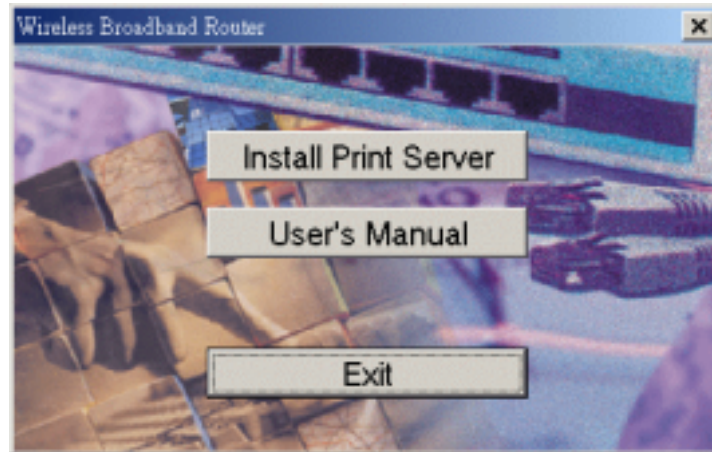 Wireless Broadband Router
Install Print Server
User's Manual
Exit